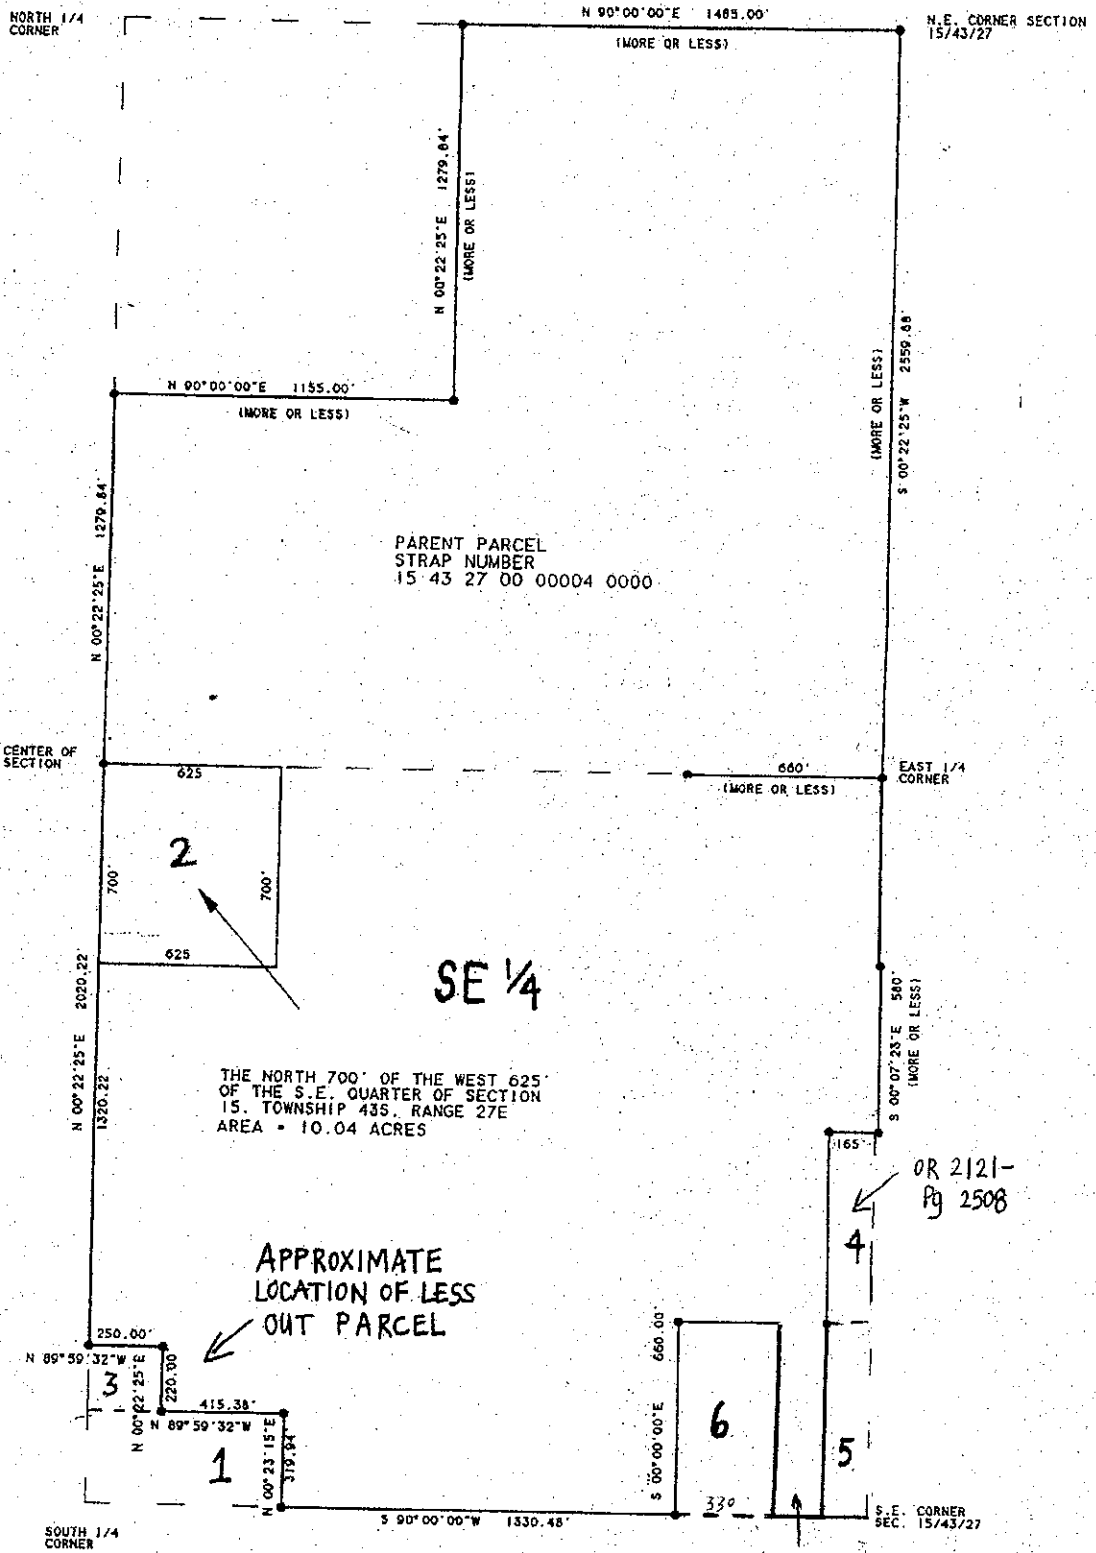 NORTH 1/4
CORNER
N 90°00'00"E 1485.00'
(MORE OR LESS)
N.E. CORNER SECTION
15/43/27
N 00°22'25"E 1279.84'
(MORE OR LESS)
N 90°00'00"E 1155.00'
(MORE OR LESS)
(MORE OR LESS)
S 00°22'25"W 2559.68'
N 00°22'25"E 1279.84'
PARENT PARCEL
STRAP NUMBER
15 43 27 00 00004 0000
CENTER OF
SECTION
625
660'
(MORE OR LESS)
EAST 1/4
CORNER
2
700'
700'
625
SE 1/4
N 00°22'25"E 2020.22'
1320.22
S 00°07'23"E 580'
(MORE OR LESS)
THE NORTH 700' OF THE WEST 625'
OF THE S.E. QUARTER OF SECTION
15. TOWNSHIP 43S. RANGE 27E
AREA = 10.04 ACRES
165'
OR 2121-
Pg 2508
4
APPROXIMATE
LOCATION OF LESS
OUT PARCEL
250.00'
N 89°59'32"W
3
N 00°22'25"E
220.00
415.38'
N 89°59'32"W
1
N 00°23'15"E
319.94'
S 00°00'00"E 660.00'
6
5
330
S 90°00'00"W 1330.48'
SOUTH 1/4
CORNER
S.E. CORNER
SEC. 15/43/27